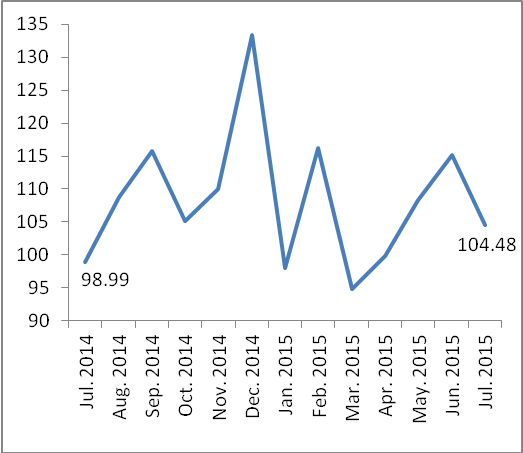 135
130
125
120
115
110
105
100
95
90
98.99
104.48
Jul. 2014
Aug. 2014
Sep. 2014
Oct. 2014
Nov. 2014
Dec. 2014
Jan. 2015
Feb. 2015
Mar. 2015
Apr. 2015
May. 2015
Jun. 2015
Jul. 2015